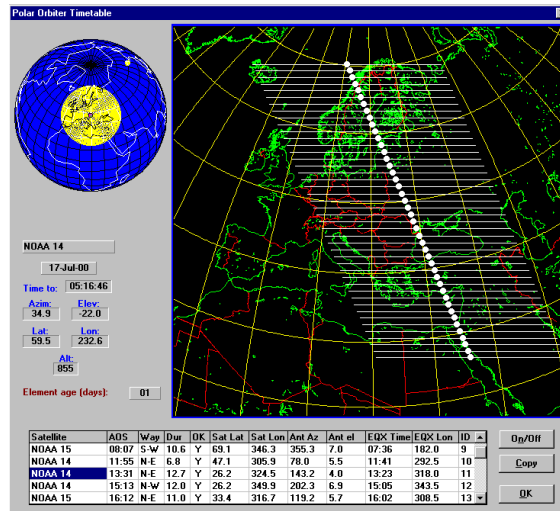 Polar Orbiter Timetable
NOAA 14
17-Jul-00
Time to: 05:16:46
Azim: Elev:
34.9 -22.0
Lat: Lon:
59.5 232.6
Alt:
855
Element age (days): 01
Satellite AOS Way Dur OK Sat Lat Sat Lon Ant Az Ant el EQX Time EQX Lon ID
NOAA 15 08:07 S-W 10.6 Y 69.1 346.3 355.3 7.0 07:36 182.0 9
NOAA 14 11:55 N-E 6.8 Y 47.1 305.9 78.0 5.5 11:41 292.5 10
NOAA 14 13:31 N-E 12.7 Y 26.2 324.5 143.2 4.0 13:23 318.0 11
NOAA 14 15:13 N-W 12.0 Y 26.2 349.9 202.3 6.9 15:05 343.5 12
NOAA 15 16:12 N-E 11.0 Y 33.4 316.7 119.2 5.7 16:02 308.5 13
On/Off
Copy
OK